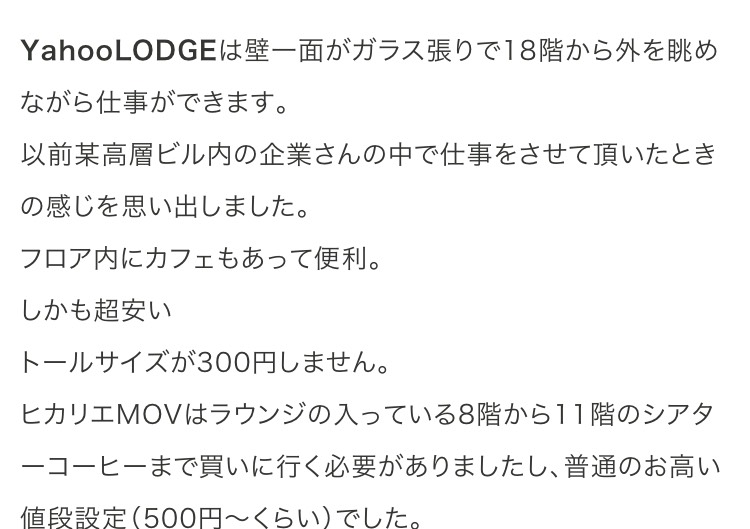 YahooLODGEは壁一面がガラス張りで18階から外を眺め
ながら仕事ができます。
以前某高層ビル内の企業さんの中で仕事をさせて頂いたとき
の感じを思い出しました。
フロア内にカフェもあって便利。
しかも超安い
トールサイズが300円しません。
ヒカリエMOVはラウンジの入っている8階から11階のシアタ
ーコーヒーまで買いに行く必要がありましたし、普通のお高い
値段設定（500円〜くらい）でした。